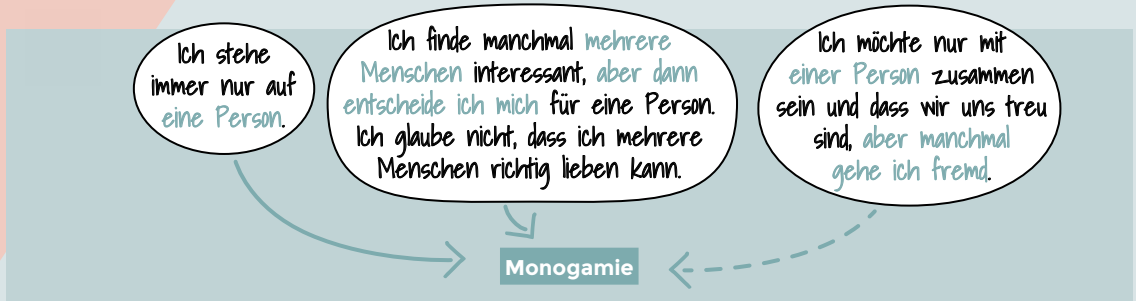 Ich stehe
immer nur auf
eine Person.
Ich finde manchmal mehrere
Menschen interessant, aber dann
entscheide ich mich für eine Person.
Ich glaube nicht, dass ich mehrere
Menschen richtig lieben kann.
Ich möchte nur mit
einer Person zusammen
sein und dass wir uns treu
sind, aber manchmal
gehe ich fremd.
Monogamie